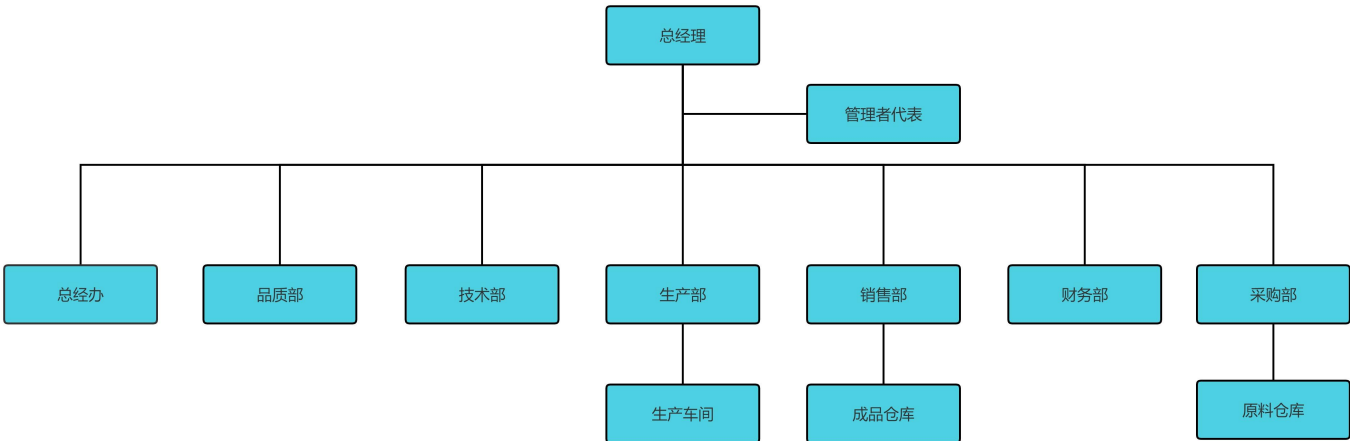 总经理
管理者代表
总经办
品质部
技术部
生产部
销售部
财务部
采购部
生产车间
成品仓库
原料仓库